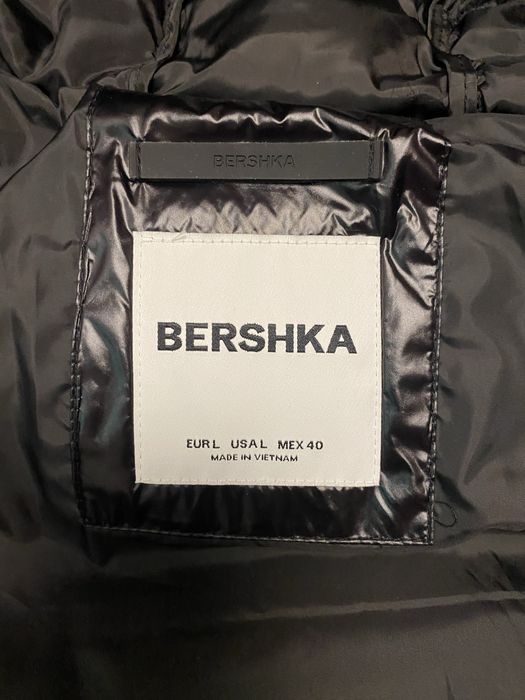 BERSHKA
BERSHKA
EUR L USA L MEX 40
MADE IN VIETNAM